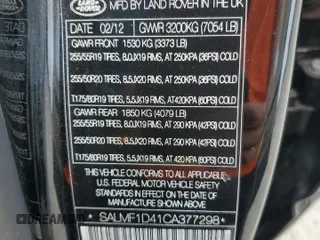 LAND ROVER MFD BY LAND ROVER IN THE UK
DATE 02/12 GVWR 3200KG (7054 LB)
GAWR FRONT 1530 KG (3373 LB)
255/55R19 TIRES, 8.0JX19 RIMS, AT 250KPA (36PSI) COLD
255/50R20 TIRES, 8.5JX20 RIMS, AT 250KPA (36PSI) COLD
T175/80R19 TIRES, 5.5JX19 RIMS, AT420KPA (60PSI) COLD
GAWR REAR 1850 KG (4079 LB)
255/55R19 TIRES, 8.0JX19 RIMS, AT 290 KPA (42PSI) COLD
255/50R20 TIRES, 8.5JX20 RIMS, AT 290 KPA (42PSI) COLD
T175/80R19 TIRES, 5.5JX19 RIMS, AT 420 KPA (60PSI) COLD
THIS VEHICLE CONFORMS TO ALL APPLICABLE
U.S. FEDERAL MOTOR VEHICLE SAFETY
STANDARDS IN EFFECT ON THE DATE OF
MANUFACTURE SHOWN ABOVE
SALMF1D41CA377298